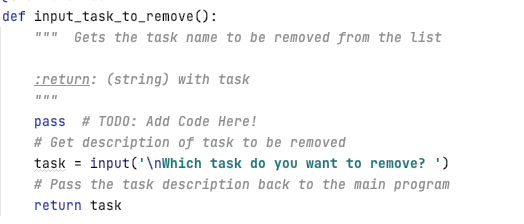 def input_task_to_remove():
    """  Gets the task name to be removed from the list

    :return: (string) with task
    """
    pass  # TODO: Add Code Here!
    # Get description of task to be removed
    task = input('\nWhich task do you want to remove? ')
    # Pass the task description back to the main program
    return task